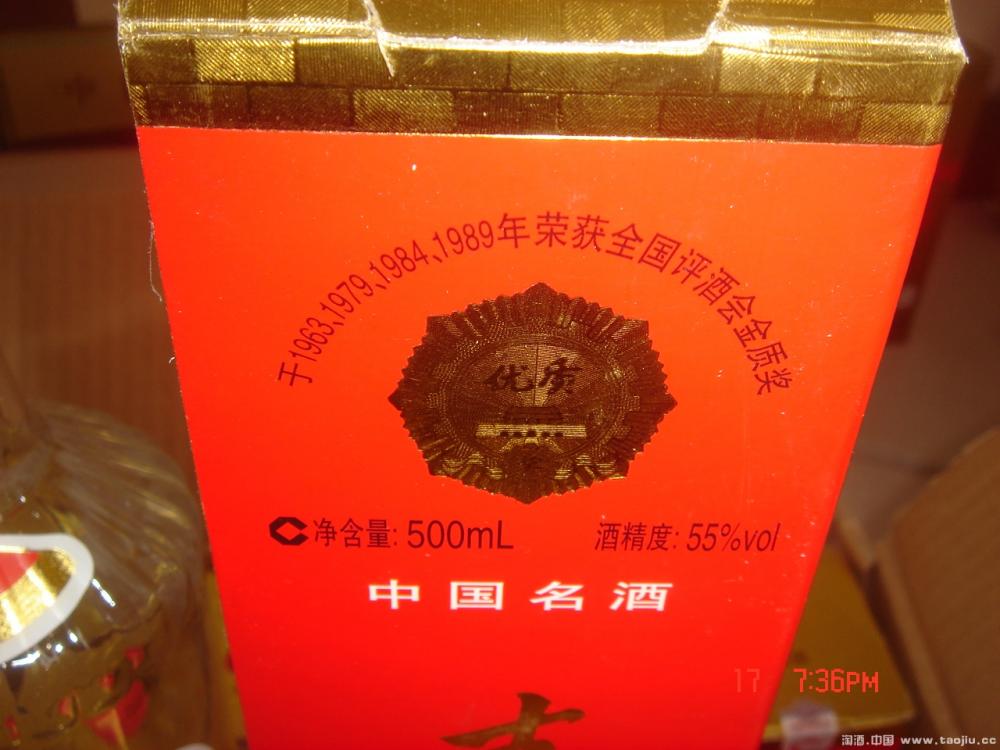 于1963、1979、1984、1989年荣获全国评酒会金质奖
优质
净含量: 500mL
酒精度: 55%vol
中国名酒
17 7:36PM
淘酒.中国 www.taojiu.cc